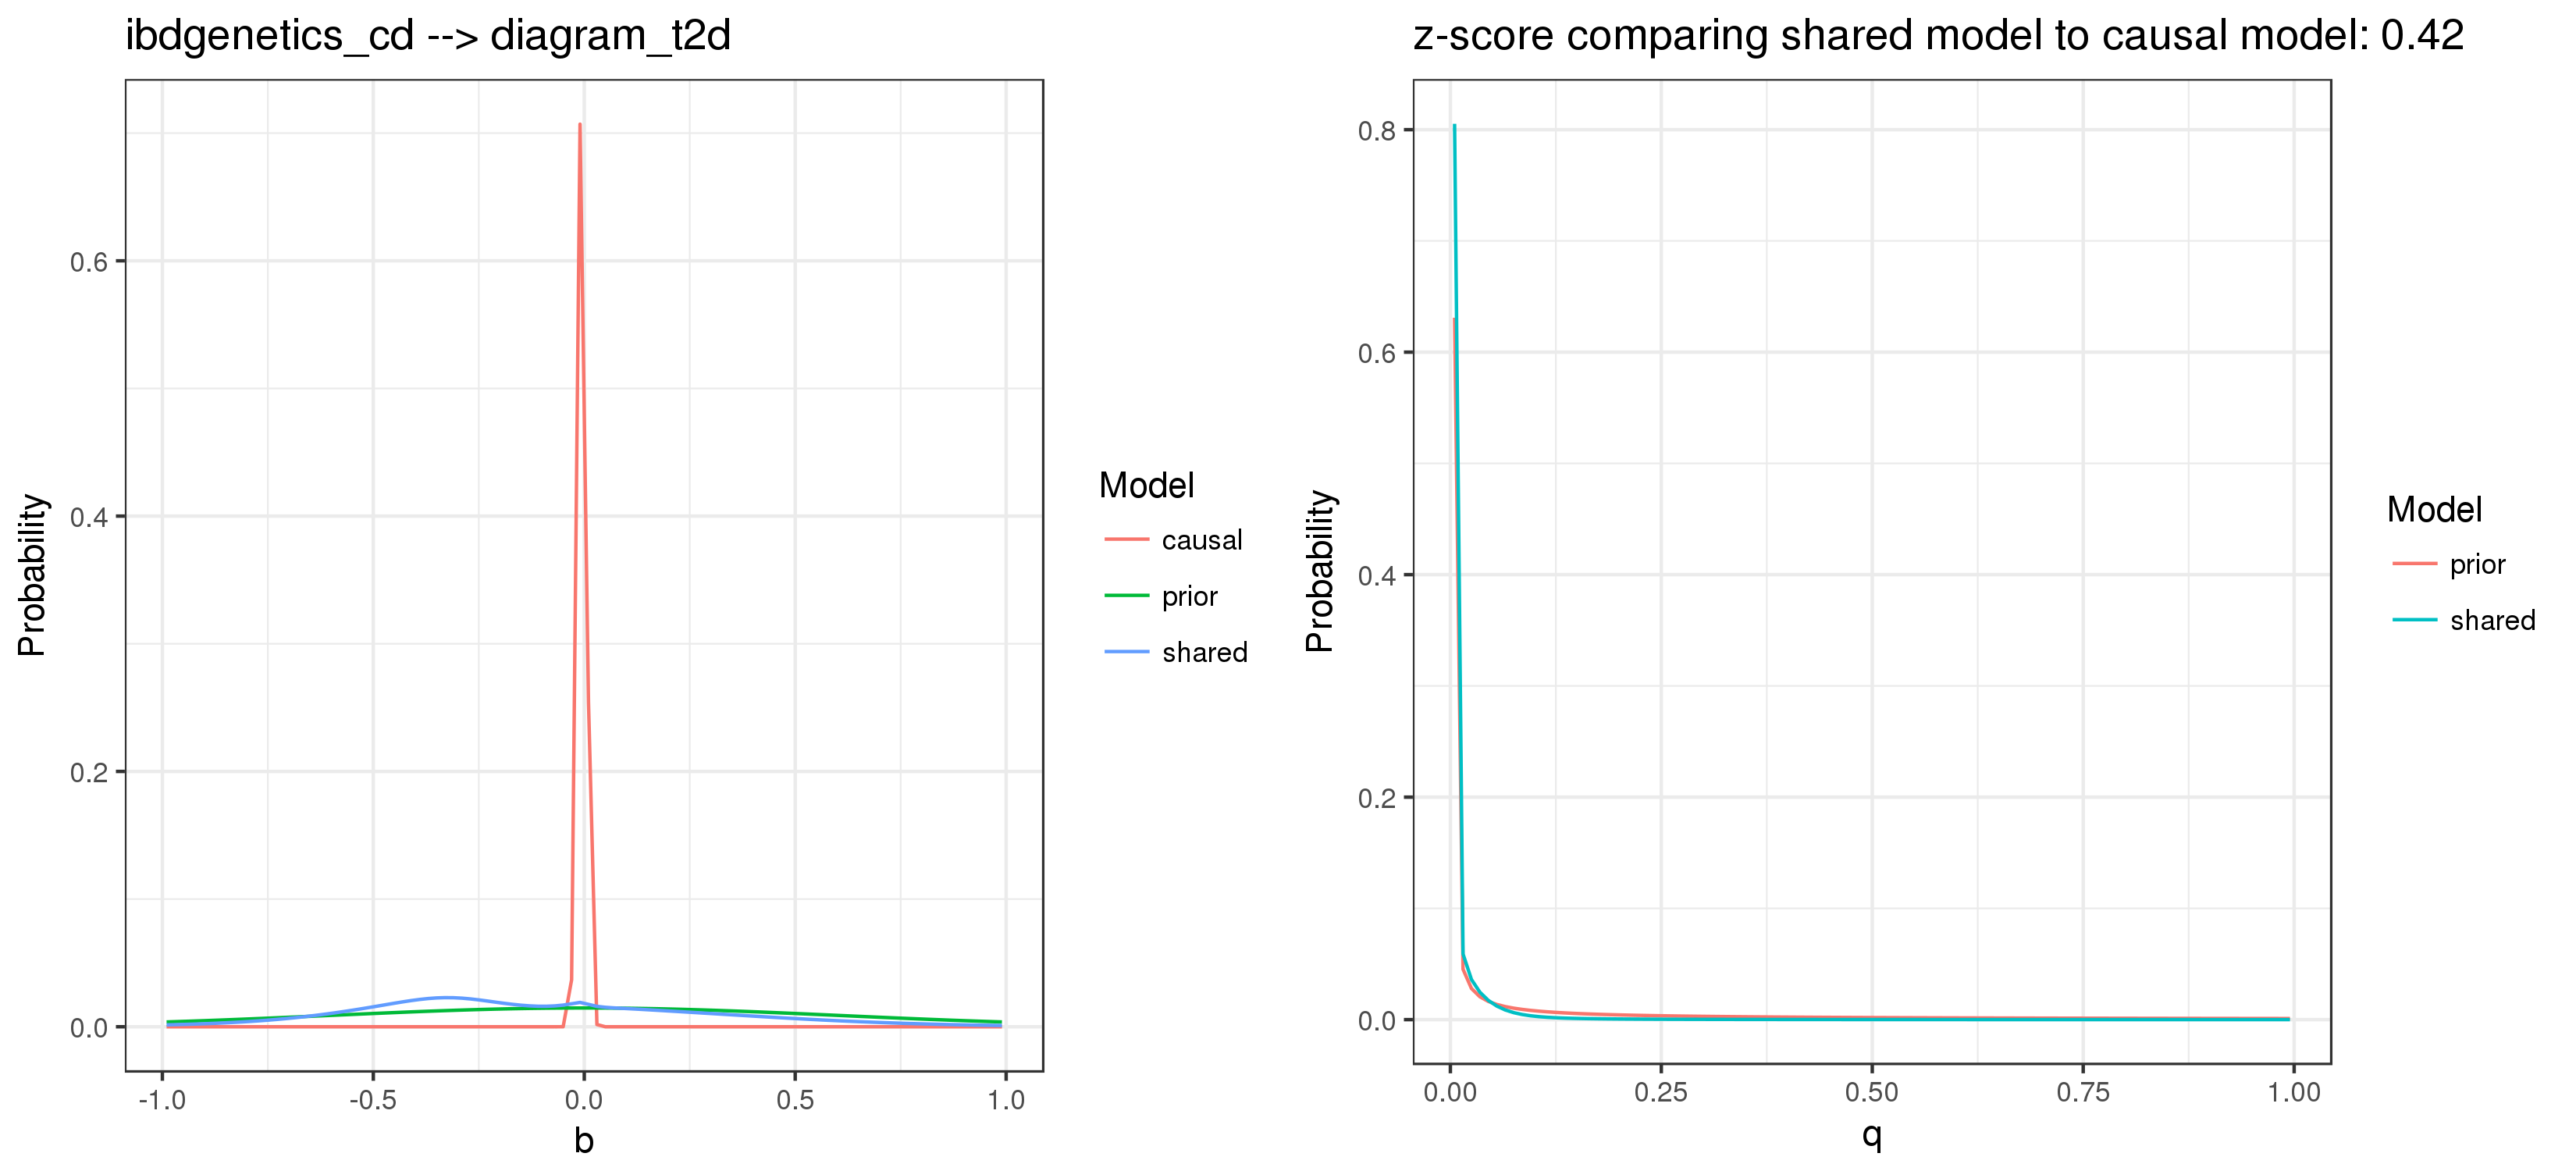 ibdgenetics_cd --> diagram_t2d
Probability
0.6
0.4
0.2
0.0
-1.0 -0.5 0.0 0.5 1.0
b
Model
causal
prior
shared
z-score comparing shared model to causal model: 0.42
Probability
0.8
0.6
0.4
0.2
0.0
0.00 0.25 0.50 0.75 1.00
q
Model
prior
shared